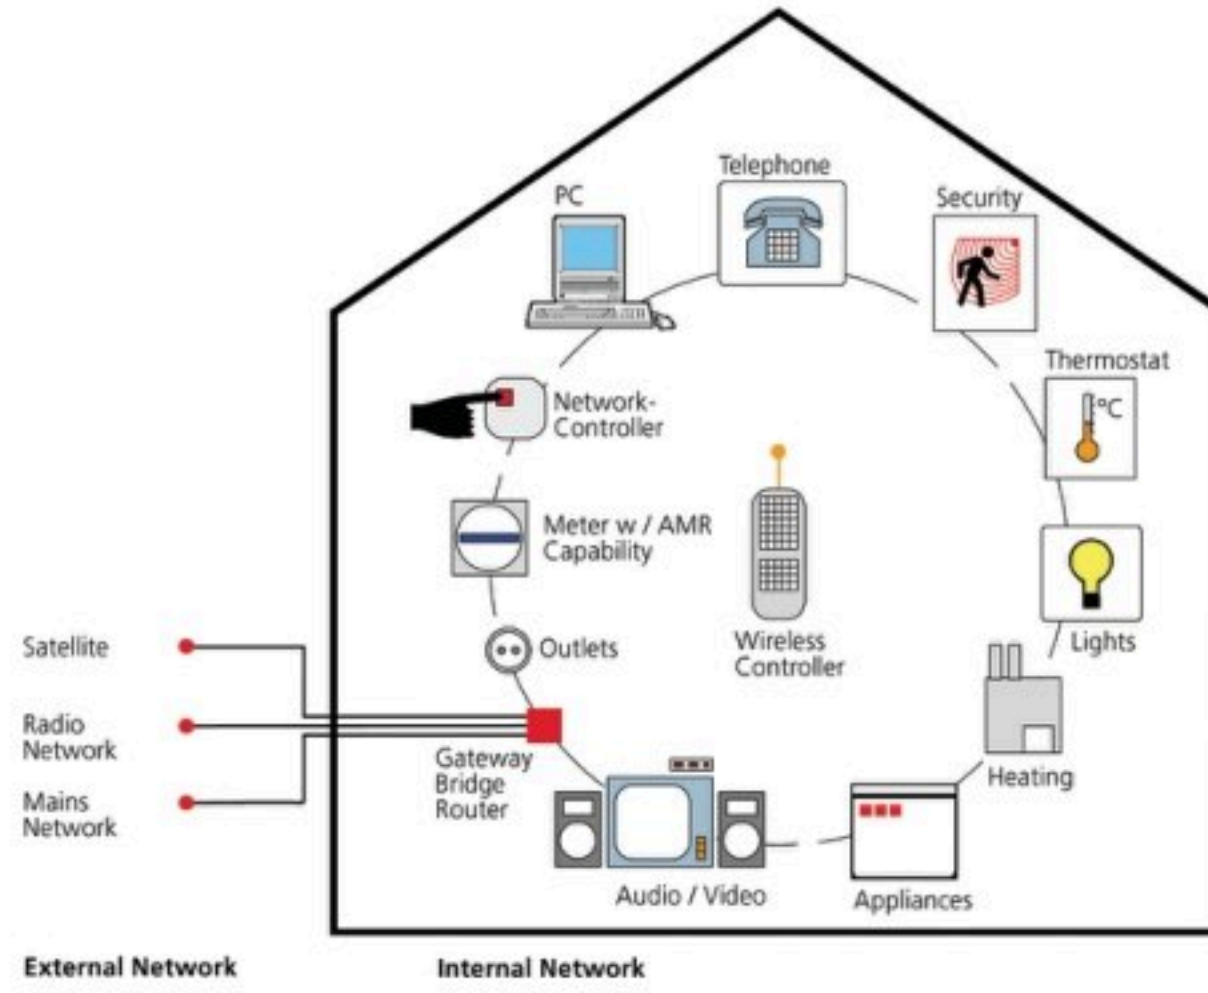 Telephone
PC
Security
Thermostat
°C
Network-
Controller
Meter w / AMR
Capability
Outlets
Wireless
Controller
Lights
Satellite
Radio
Network
Mains
Network
Gateway
Bridge
Router
Heating
Audio / Video
Appliances
External Network
Internal Network